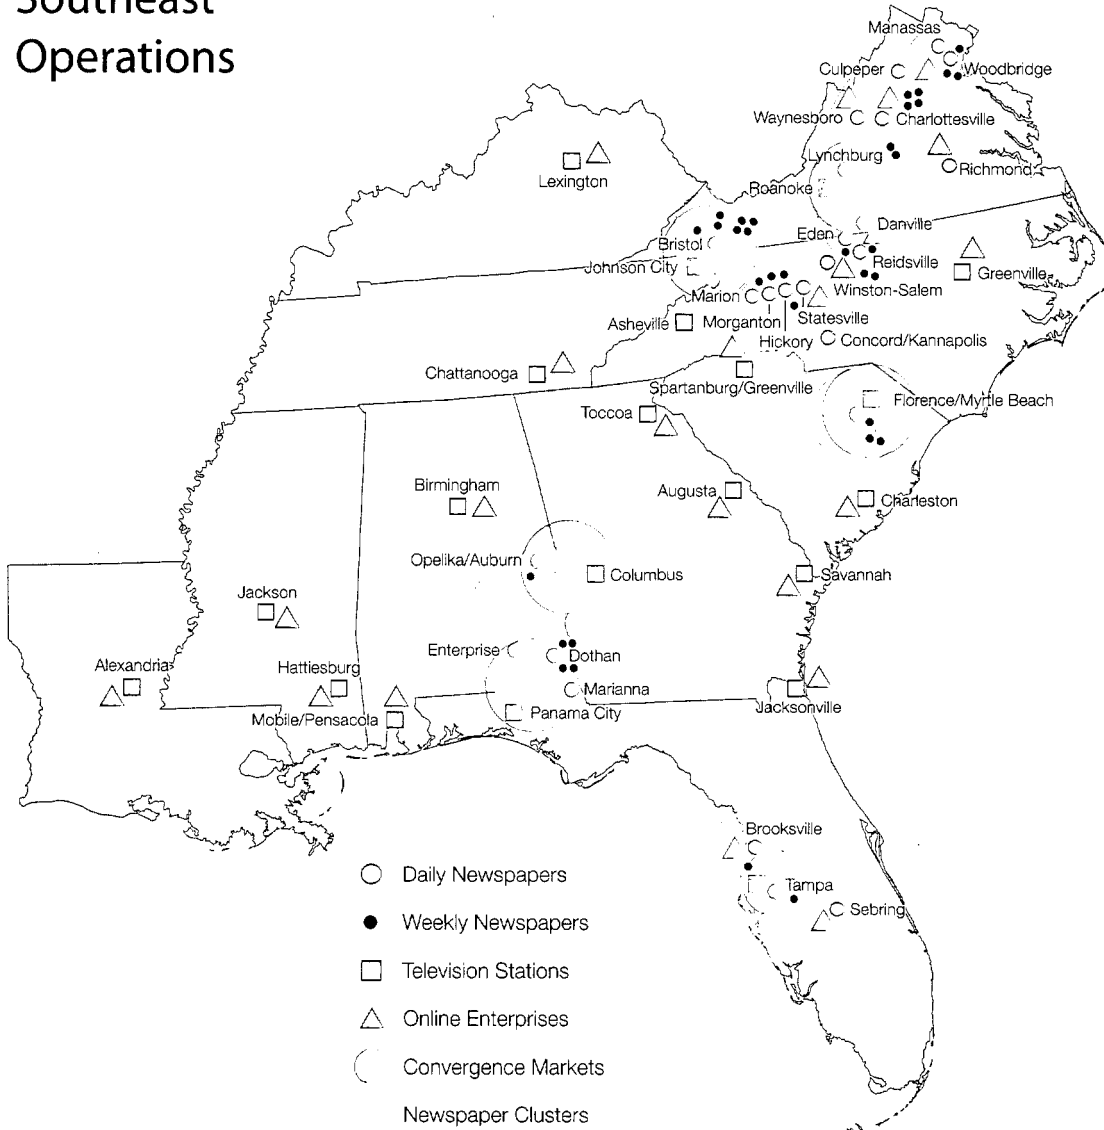 Southeast
Operations
Manassas
Culpeper
Woodbridge
Waynesboro
Charlottesville
Lynchburg
Richmond
Roanoke
Lexington
Danville
Bristol
Eden
Reidsville
Johnson City
Greenville
Winston-Salem
Marion
Asheville
Morganton
Statesville
Hickory
Concord/Kannapolis
Chattanooga
Spartanburg/Greenville
Florence/Myrtle Beach
Toccoa
Birmingham
Augusta
Charleston
Opelika/Auburn
Columbus
Savannah
Jackson
Enterprise
Dothan
Alexandria
Hattiesburg
Marianna
Jacksonville
Mobile/Pensacola
Panama City
Brooksville
Tampa
Sebring
Daily Newspapers
Weekly Newspapers
Television Stations
Online Enterprises
Convergence Markets
Newspaper Clusters